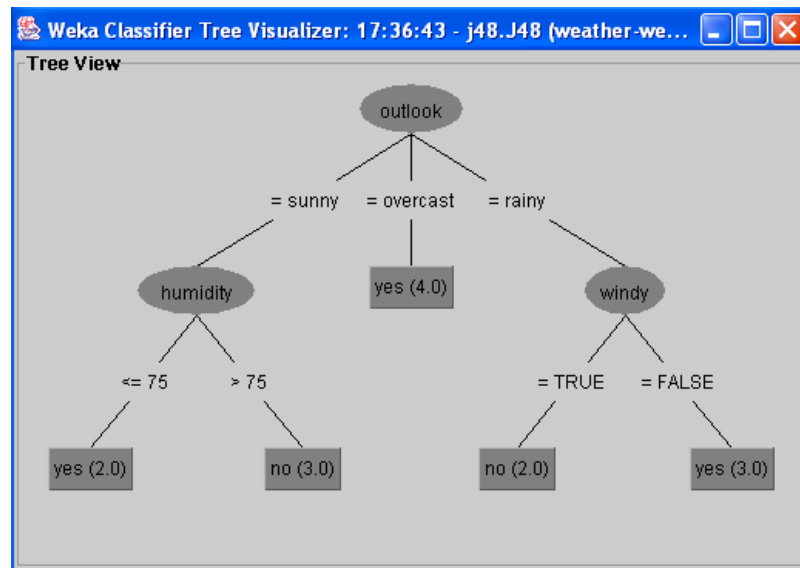 Weka Classifier Tree Visualizer: 17:36:43 - j48.J48 (weather-we...
Tree View
outlook
= sunny = overcast = rainy
humidity yes (4.0) windy
<= 75 > 75 = TRUE = FALSE
yes (2.0) no (3.0) no (2.0) yes (3.0)